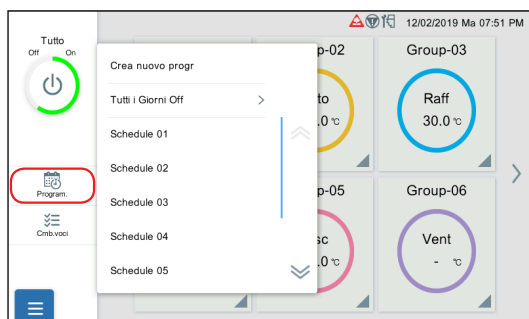 12/02/2019 Ma 07:51 PM
Tutto
Off On
Program.
Cmb.voci
Crea nuovo progr
Tutti i Giorni Off
Schedule 01
Schedule 02
Schedule 03
Schedule 04
Schedule 05
p-02
to
.0 °C
Group-03
Raff
30.0 °C
p-05
sc
.0 °C
Group-06
Vent
- °C